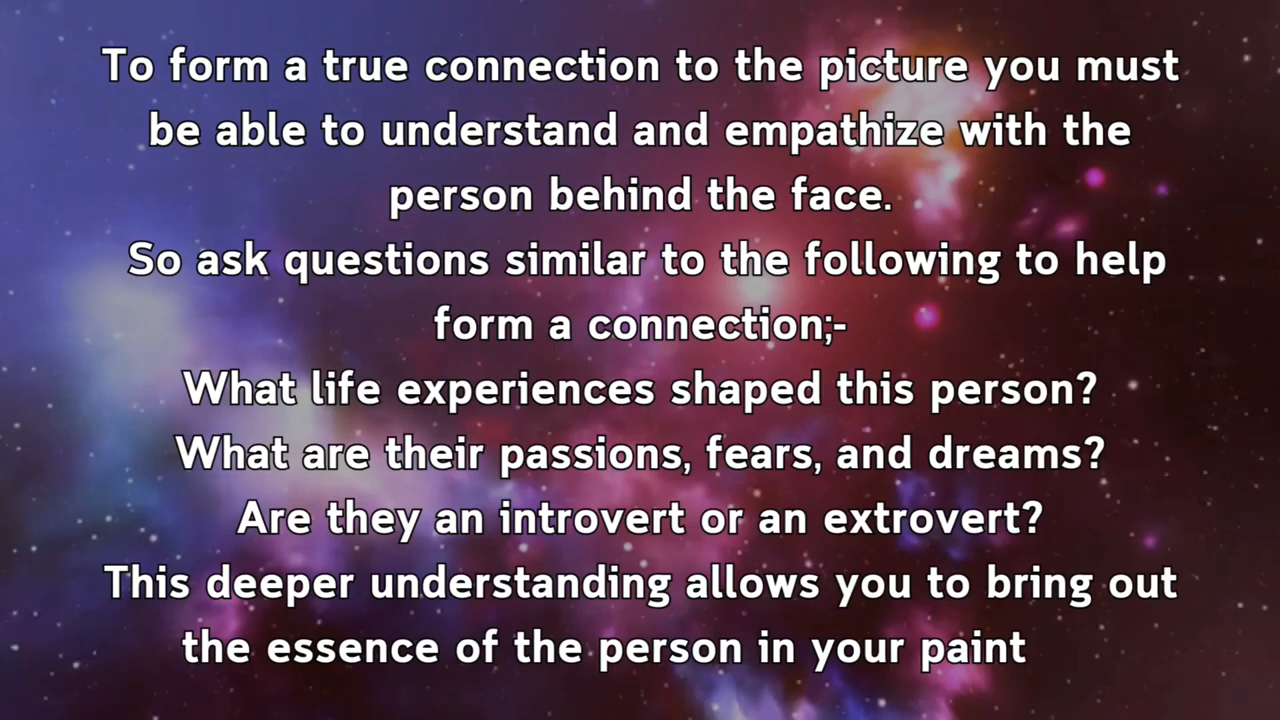 To form a true connection to the picture you must
be able to understand and empathize with the
person behind the face.
So ask questions similar to the following to help
form a connection;-
What life experiences shaped this person?
What are their passions, fears, and dreams?
Are they an introvert or an extrovert?
This deeper understanding allows you to bring out
the essence of the person in your paint